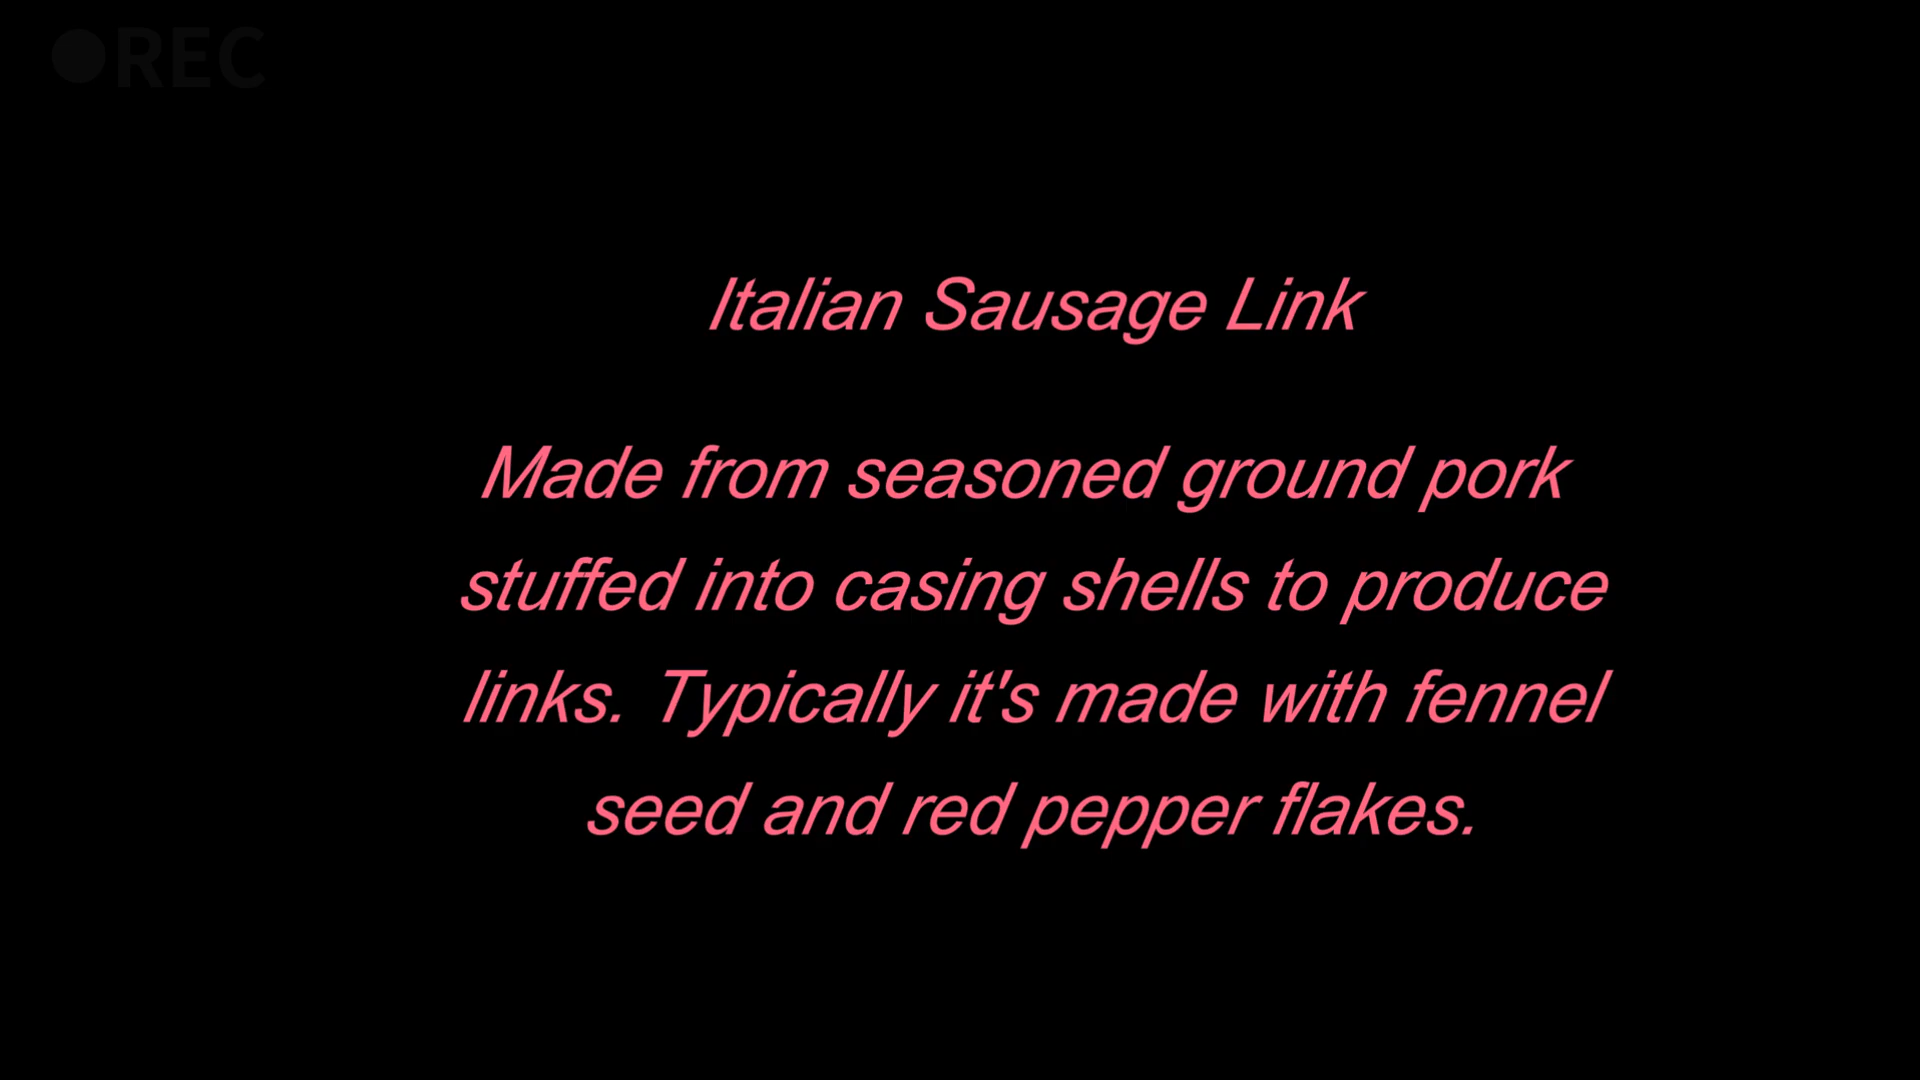 REC
Italian Sausage Link
Made from seasoned ground pork
stuffed into casing shells to produce
links. Typically it's made with fennel
seed and red pepper flakes.